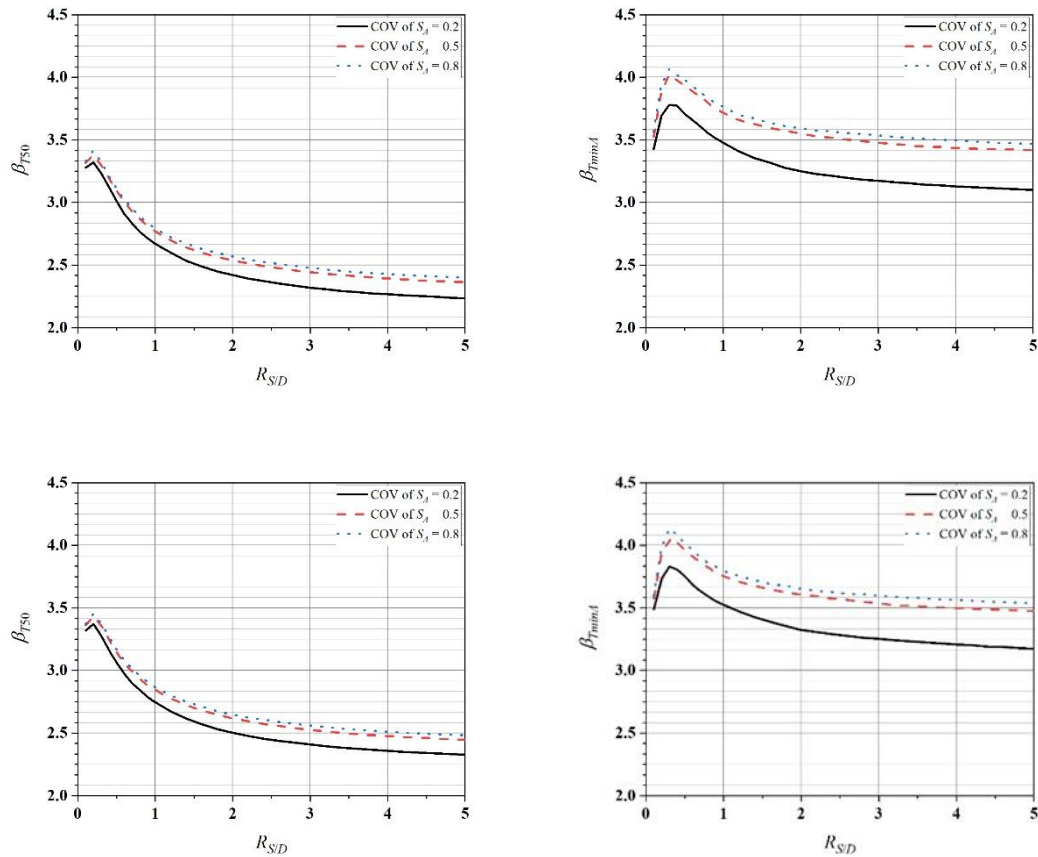 4.5
4.0
3.5
3.0
2.5
2.0
0
1
2
3
4
5
β_T50
R_S/D
COV of S_A = 0.2
COV of S_A 0.5
COV of S_A = 0.8
4.5
4.0
3.5
3.0
2.5
2.0
0
1
2
3
4
5
β_TminA
R_S/D
COV of S_A = 0.2
COV of S_A 0.5
COV of S_A = 0.8
4.5
4.0
3.5
3.0
2.5
2.0
0
1
2
3
4
5
β_T50
R_S/D
COV of S_A = 0.2
COV of S_A 0.5
COV of S_A = 0.8
4.5
4.0
3.5
3.0
2.5
2.0
0
1
2
3
4
5
β_TminA
R_S/D
COV of S_A = 0.2
COV of S_A 0.5
COV of S_A = 0.8